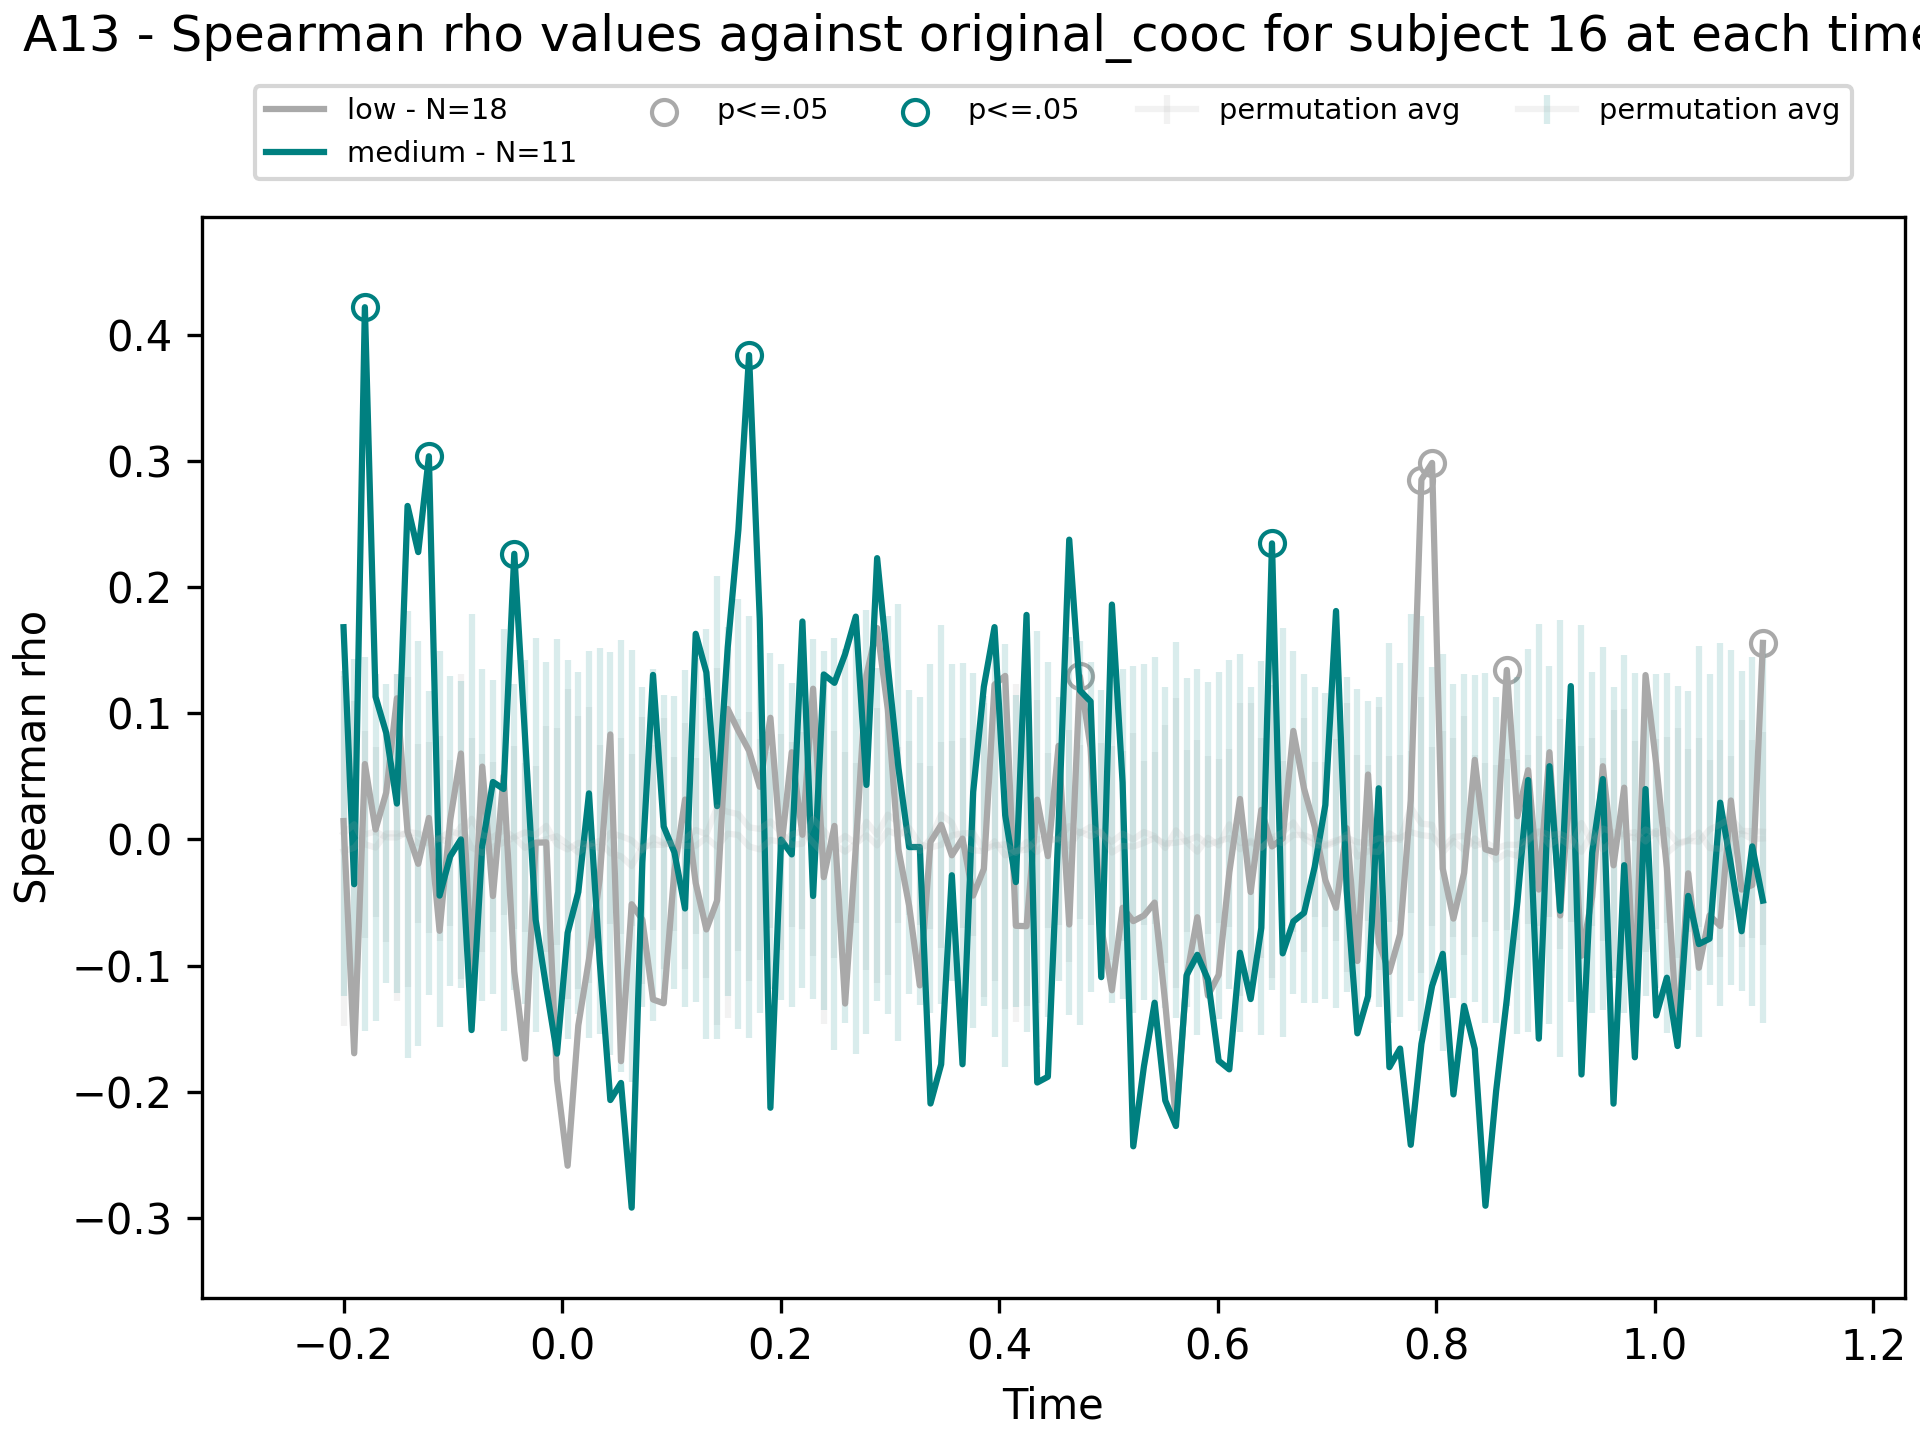 A13 - Spearman rho values against original_cooc for subject 16 at each time
low - N=18
medium - N=11
p<=.05
p<=.05
permutation avg
permutation avg
Spearman rho
0.4
0.3
0.2
0.1
0.0
−0.1
−0.2
−0.3
−0.2 0.0 0.2 0.4 0.6 0.8 1.0 1.2
Time